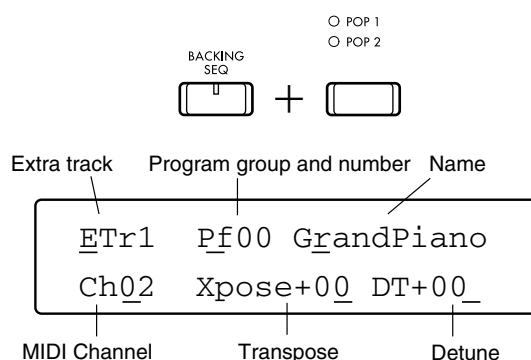 POP 1
POP 2
BACKING
SEQ
+
Extra track Program group and number Name
ETr1 Pf00 GrandPiano
Ch02 Xpose+00 DT+00_
MIDI Channel Transpose Detune